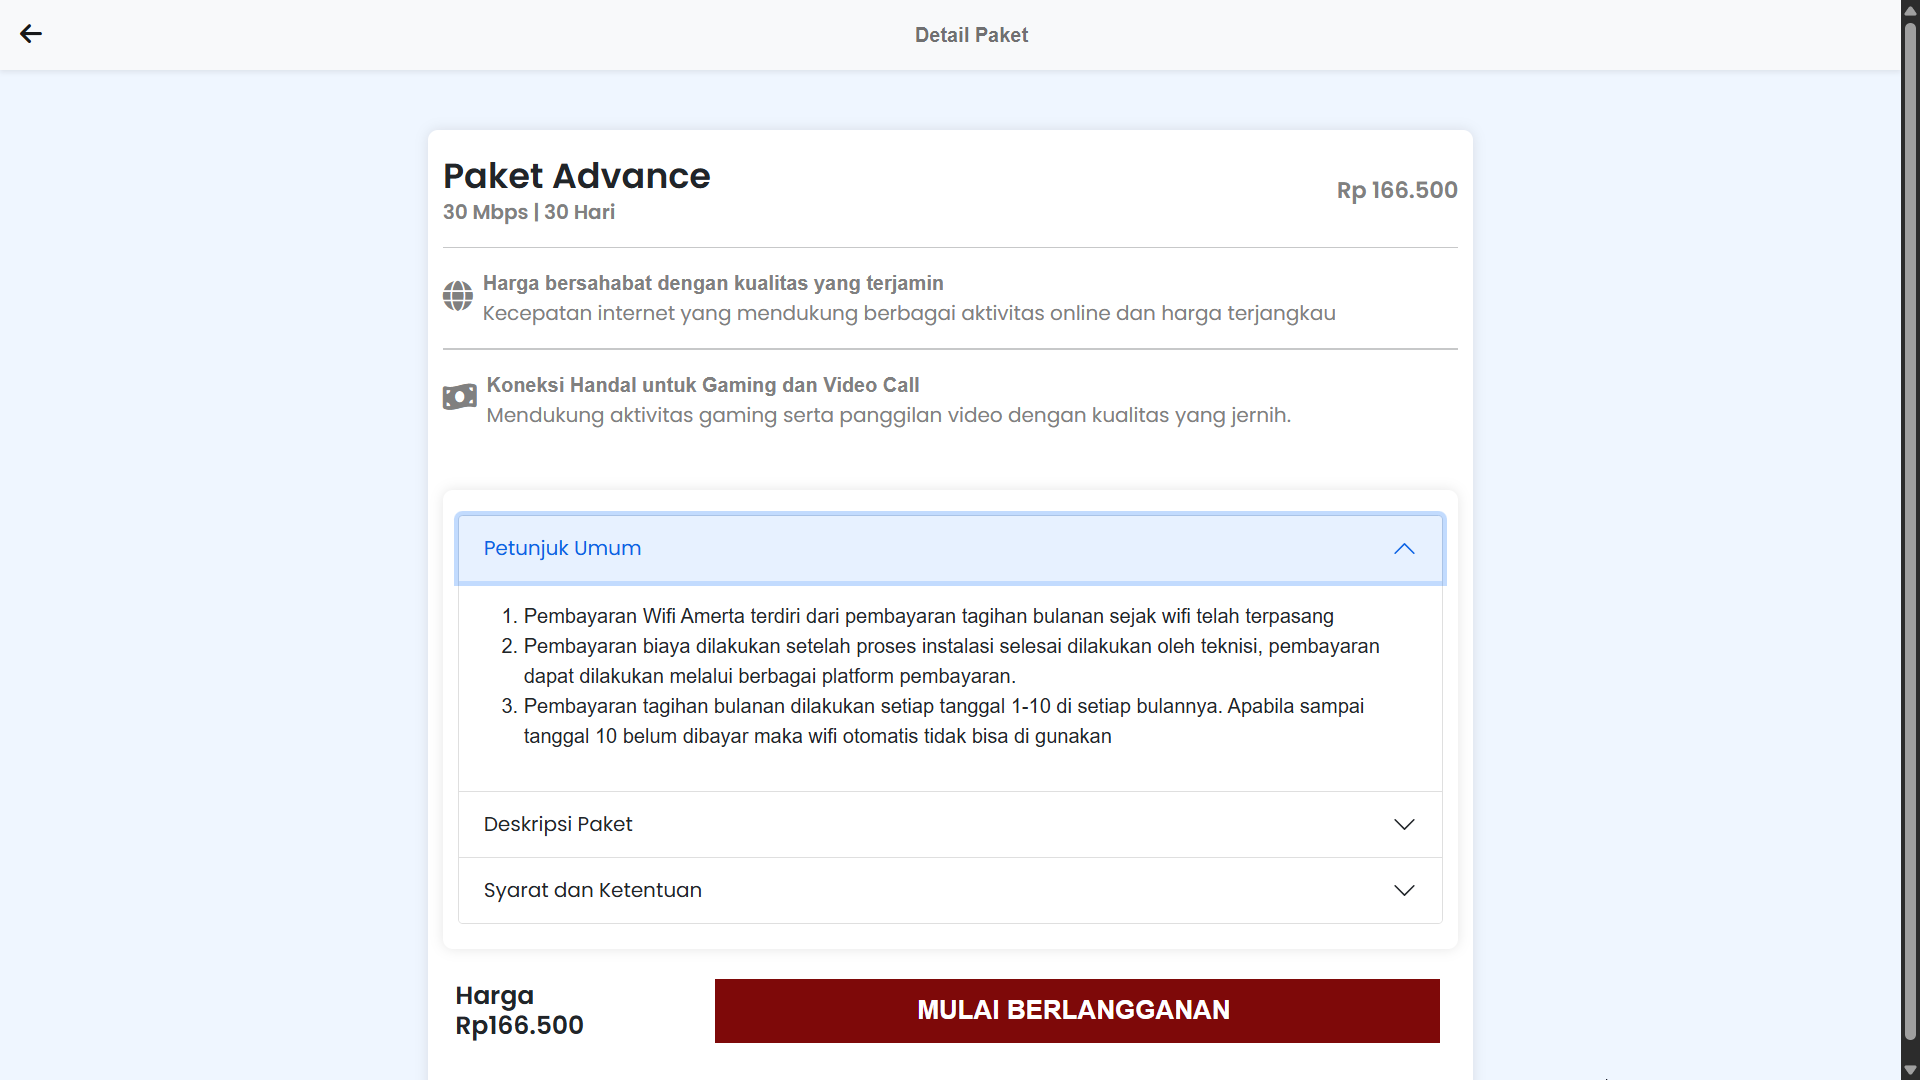 Detail Paket
Paket Advance
Rp 166.500
30 Mbps | 30 Hari
Harga bersahabat dengan kualitas yang terjamin
Kecepatan internet yang mendukung berbagai aktivitas online dan harga terjangkau
Koneksi Handal untuk Gaming dan Video Call
Mendukung aktivitas gaming serta panggilan video dengan kualitas yang jernih.
Petunjuk Umum
1. Pembayaran Wifi Amerta terdiri dari pembayaran tagihan bulanan sejak wifi telah terpasang
2. Pembayaran biaya dilakukan setelah proses instalasi selesai dilakukan oleh teknisi, pembayaran
dapat dilakukan melalui berbagai platform pembayaran.
3. Pembayaran tagihan bulanan dilakukan setiap tanggal 1-10 di setiap bulannya. Apabila sampai
tanggal 10 belum dibayar maka wifi otomatis tidak bisa di gunakan
Deskripsi Paket
Syarat dan Ketentuan
Harga
Rp166.500
MULAI BERLANGGANAN